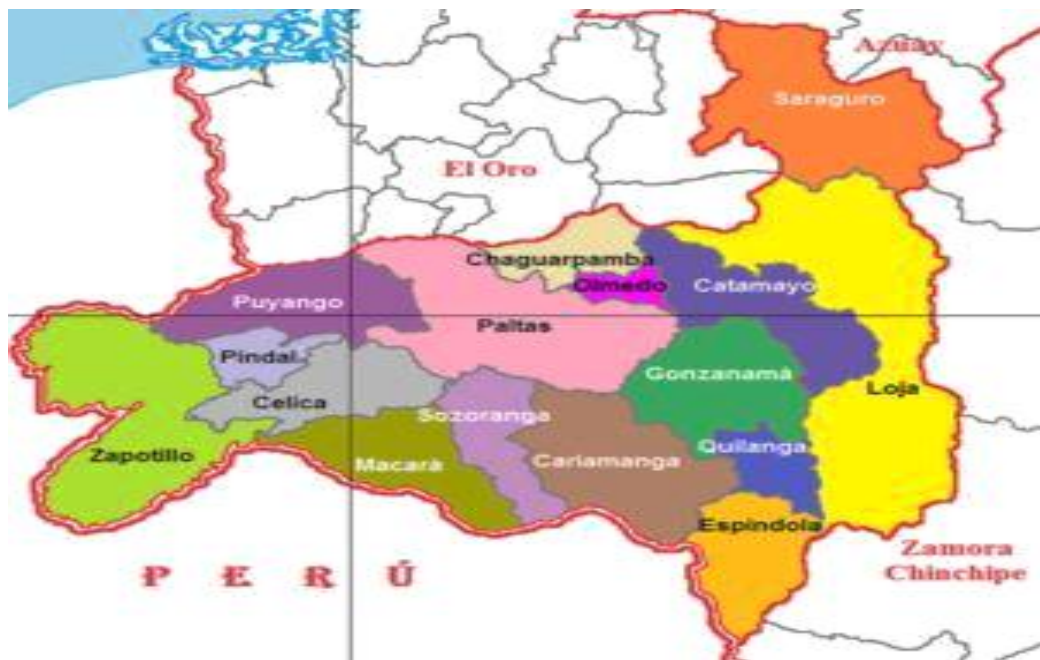 Azuay
Saraguro
El Oro
Chaguarpamba
Olmedo
Catamayo
Puyango
Paltas
Pindal
Gonzanamá
Loja
Celica
Sozoranga
Quilanga
Zapotillo
Macará
Cariamanga
Espindola
Zamora
Chinchipe
P E R Ú